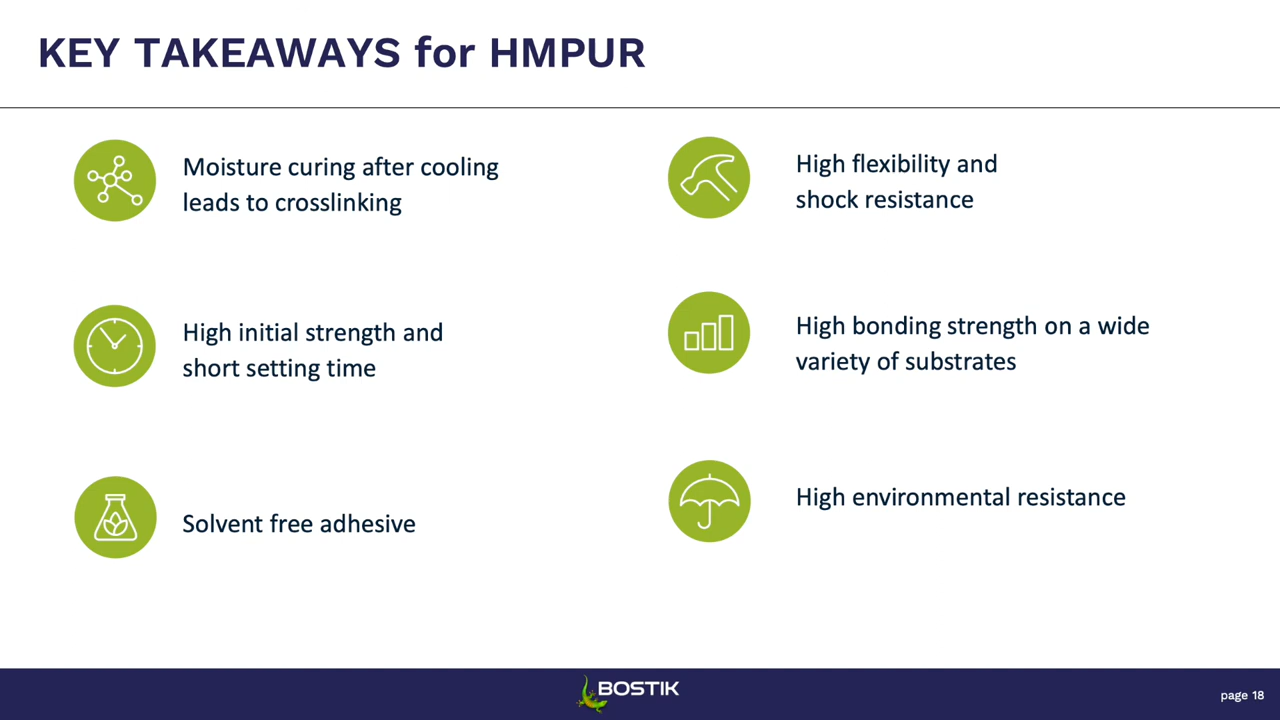 KEY TAKEAWAYS for HMPUR
Moisture curing after cooling
leads to crosslinking
High initial strength and
short setting time
Solvent free adhesive
High flexibility and
shock resistance
High bonding strength on a wide
variety of substrates
High environmental resistance
BOSTIK
page 18